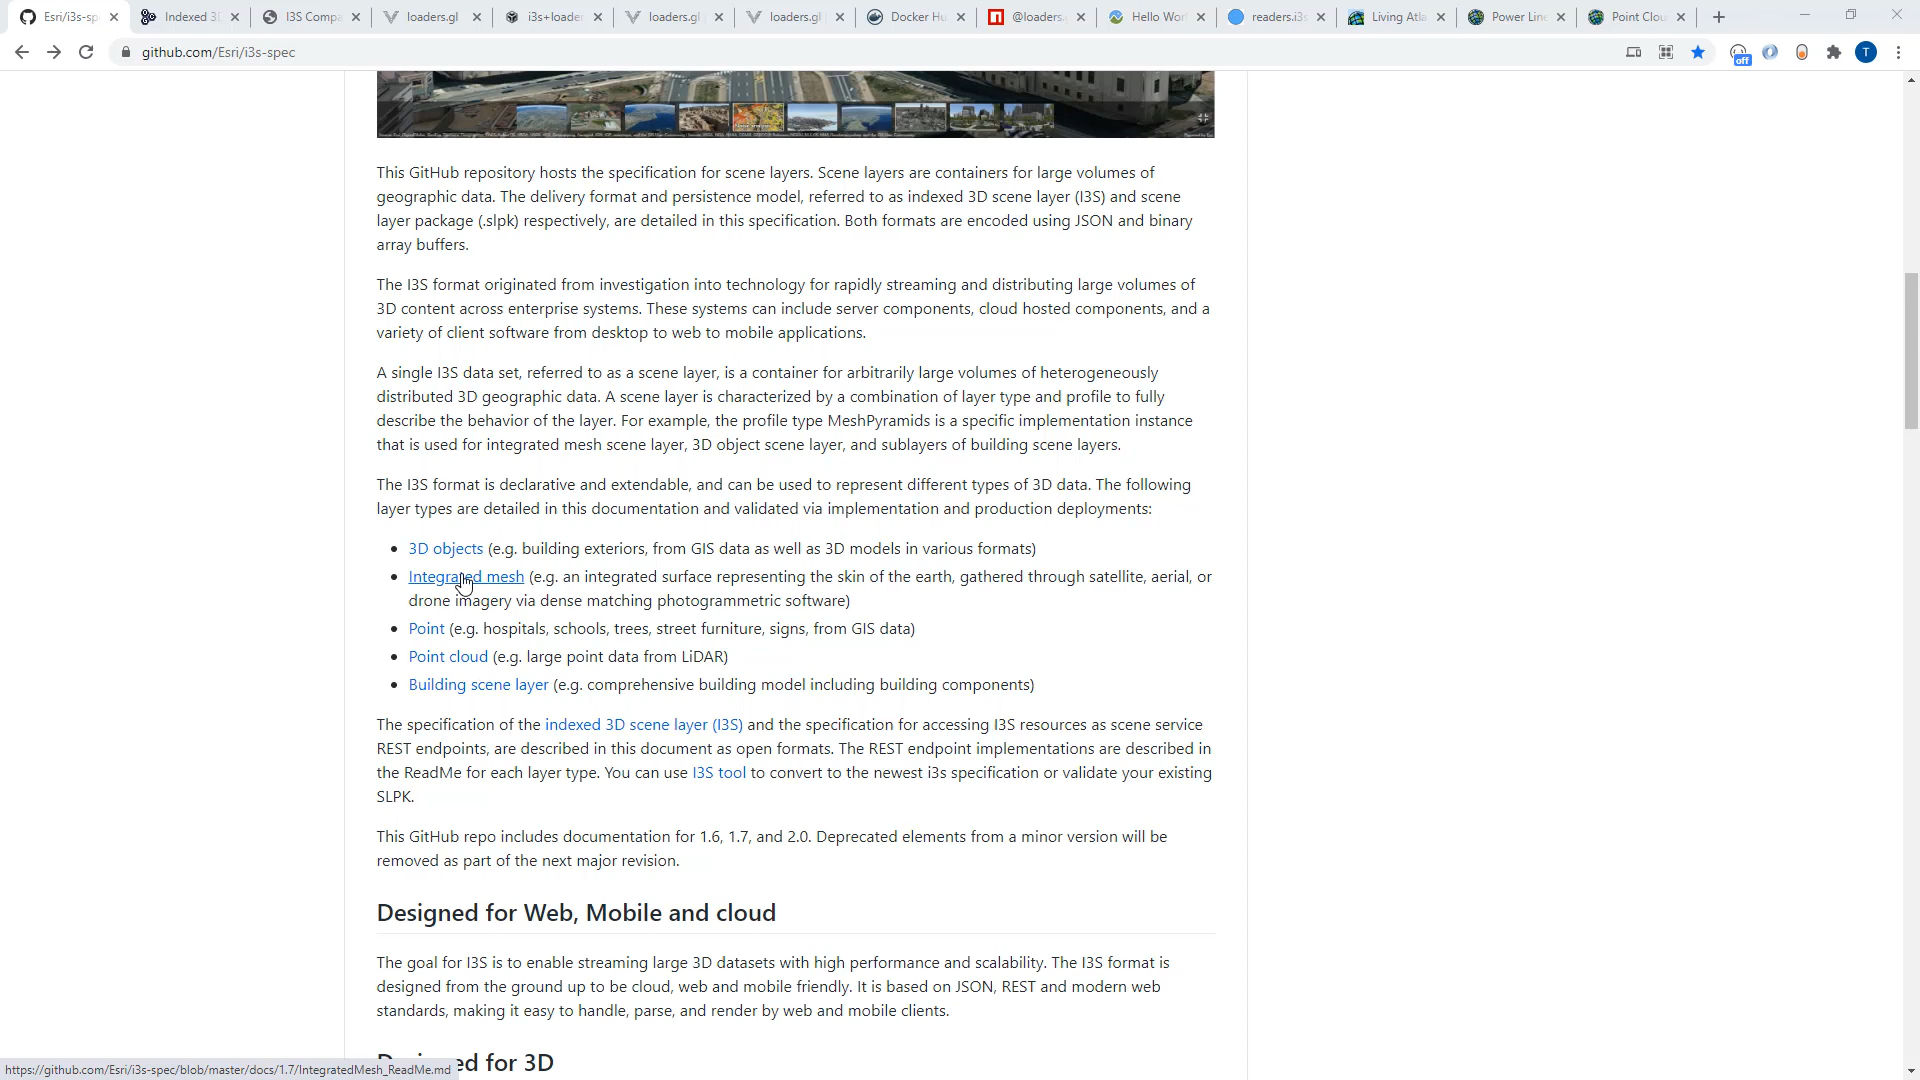 Esri/i3s-sp
Indexed 3D
I3S Compa
loaders.gl
i3s+loader
loaders.gl
loaders.gl
Docker Hu
@loaders.
Hello Wor
readers.i3s
Living Atla
Power Line
Point Clou
github.com/Esri/i3s-spec
off
T
This GitHub repository hosts the specification for scene layers. Scene layers are containers for large volumes of
geographic data. The delivery format and persistence model, referred to as indexed 3D scene layer (I3S) and scene
layer package (.slpk) respectively, are detailed in this specification. Both formats are encoded using JSON and binary
array buffers.
The I3S format originated from investigation into technology for rapidly streaming and distributing large volumes of
3D content across enterprise systems. These systems can include server components, cloud hosted components, and a
variety of client software from desktop to web to mobile applications.
A single I3S data set, referred to as a scene layer, is a container for arbitrarily large volumes of heterogeneously
distributed 3D geographic data. A scene layer is characterized by a combination of layer type and profile to fully
describe the behavior of the layer. For example, the profile type MeshPyramids is a specific implementation instance
that is used for integrated mesh scene layer, 3D object scene layer, and sublayers of building scene layers.
The I3S format is declarative and extendable, and can be used to represent different types of 3D data. The following
layer types are detailed in this documentation and validated via implementation and production deployments:
• 3D objects (e.g. building exteriors, from GIS data as well as 3D models in various formats)
• Integrated mesh (e.g. an integrated surface representing the skin of the earth, gathered through satellite, aerial, or
drone imagery via dense matching photogrammetric software)
• Point (e.g. hospitals, schools, trees, street furniture, signs, from GIS data)
• Point cloud (e.g. large point data from LiDAR)
• Building scene layer (e.g. comprehensive building model including building components)
The specification of the indexed 3D scene layer (I3S) and the specification for accessing I3S resources as scene service
REST endpoints, are described in this document as open formats. The REST endpoint implementations are described in
the ReadMe for each layer type. You can use I3S tool to convert to the newest i3s specification or validate your existing
SLPK.
This GitHub repo includes documentation for 1.6, 1.7, and 2.0. Deprecated elements from a minor version will be
removed as part of the next major revision.
Designed for Web, Mobile and cloud
The goal for I3S is to enable streaming large 3D datasets with high performance and scalability. The I3S format is
designed from the ground up to be cloud, web and mobile friendly. It is based on JSON, REST and modern web
standards, making it easy to handle, parse, and render by web and mobile clients.
Designed for 3D
https://github.com/Esri/i3s-spec/blob/master/docs/1.7/IntegratedMesh_ReadMe.md